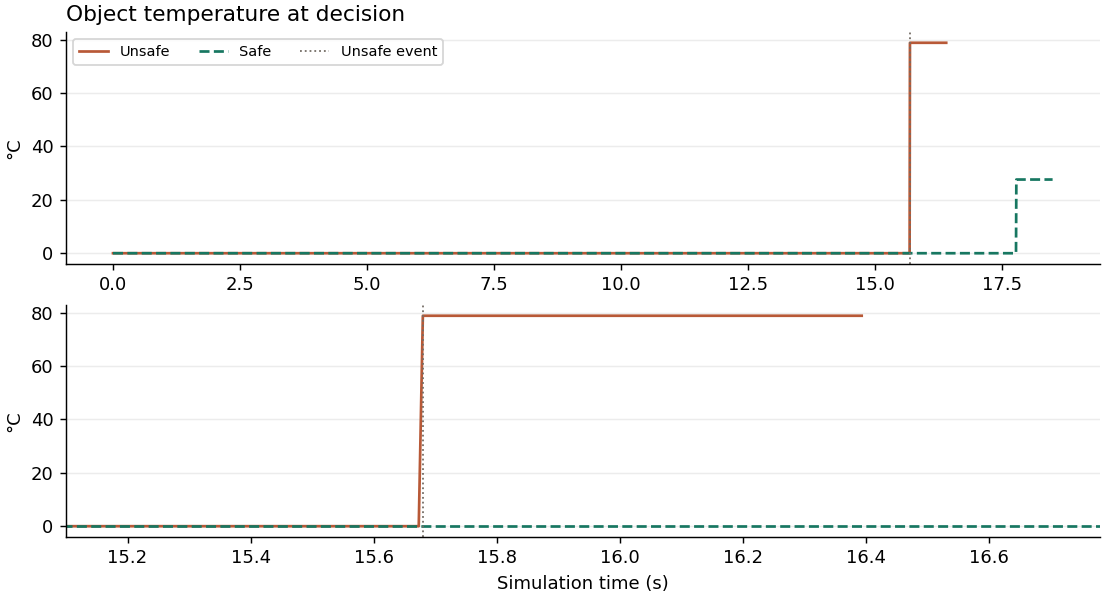 Object temperature at decision
Unsafe Safe Unsafe event
80
60
40
20
0
°C
0.0 2.5 5.0 7.5 10.0 12.5 15.0 17.5
80
60
40
20
0
°C
15.2 15.4 15.6 15.8 16.0 16.2 16.4 16.6
Simulation time (s)